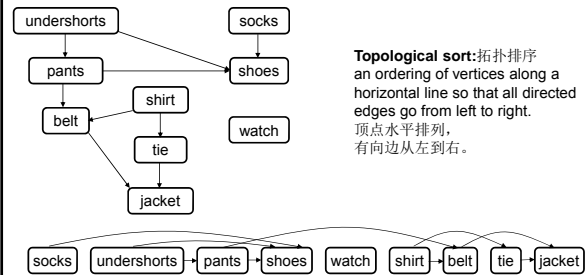 undershorts
socks
pants
shoes
shirt
belt
watch
tie
jacket
Topological sort:拓扑排序
an ordering of vertices along a
horizontal line so that all directed
edges go from left to right.
顶点水平排列，
有向边从左到右。
socks undershorts pants shoes watch shirt belt tie jacket